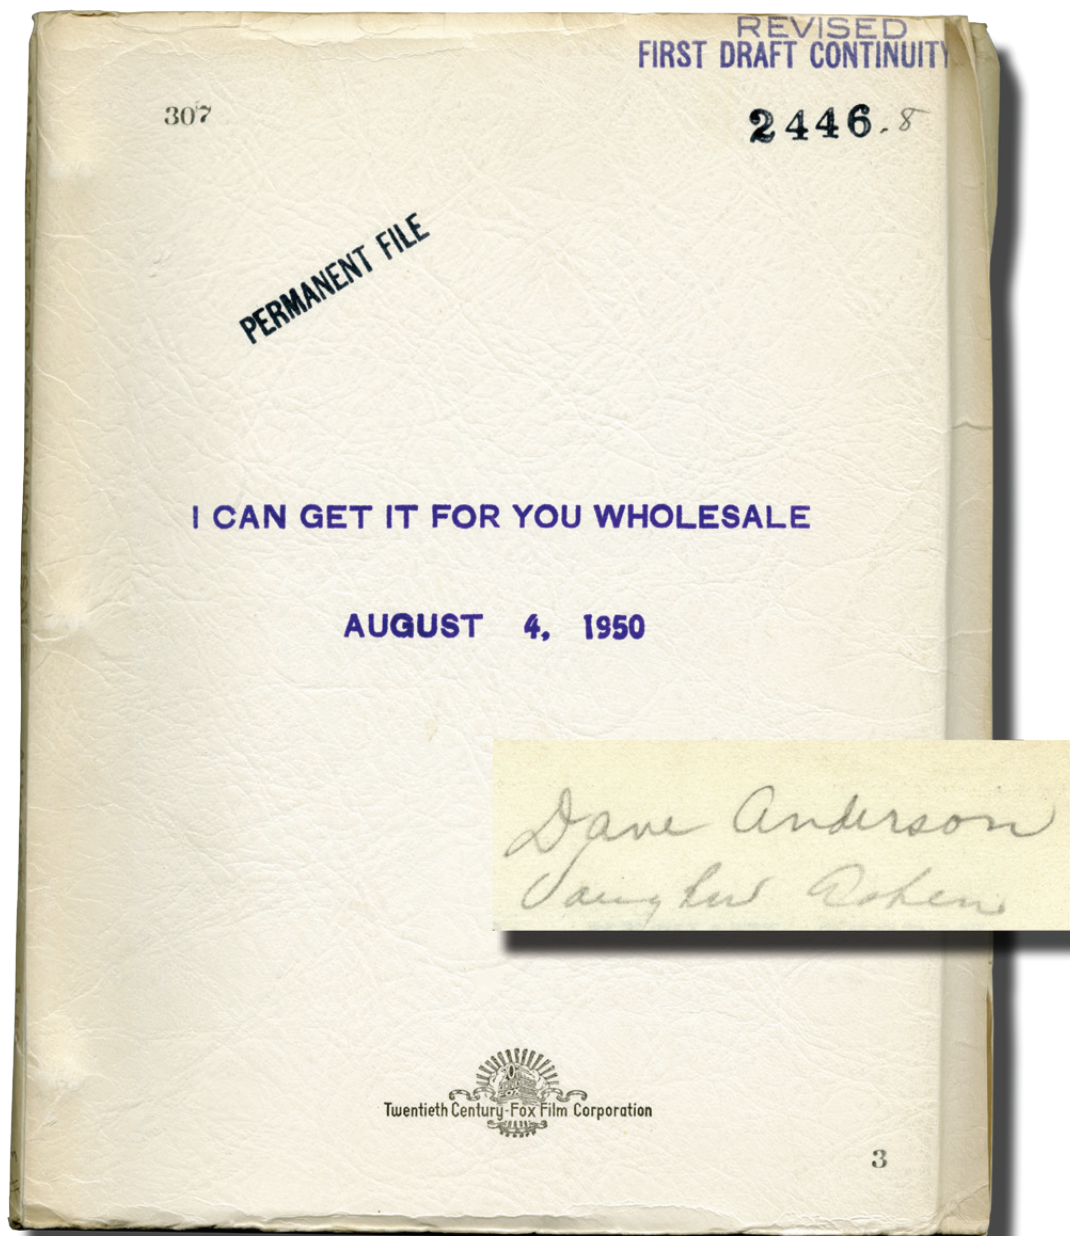 REVISED
FIRST DRAFT CONTINUITY
307
2446.8
PERMANENT FILE
I CAN GET IT FOR YOU WHOLESALE
AUGUST 4, 1950
Dave Anderson
Twentieth Century-Fox Film Corporation
3